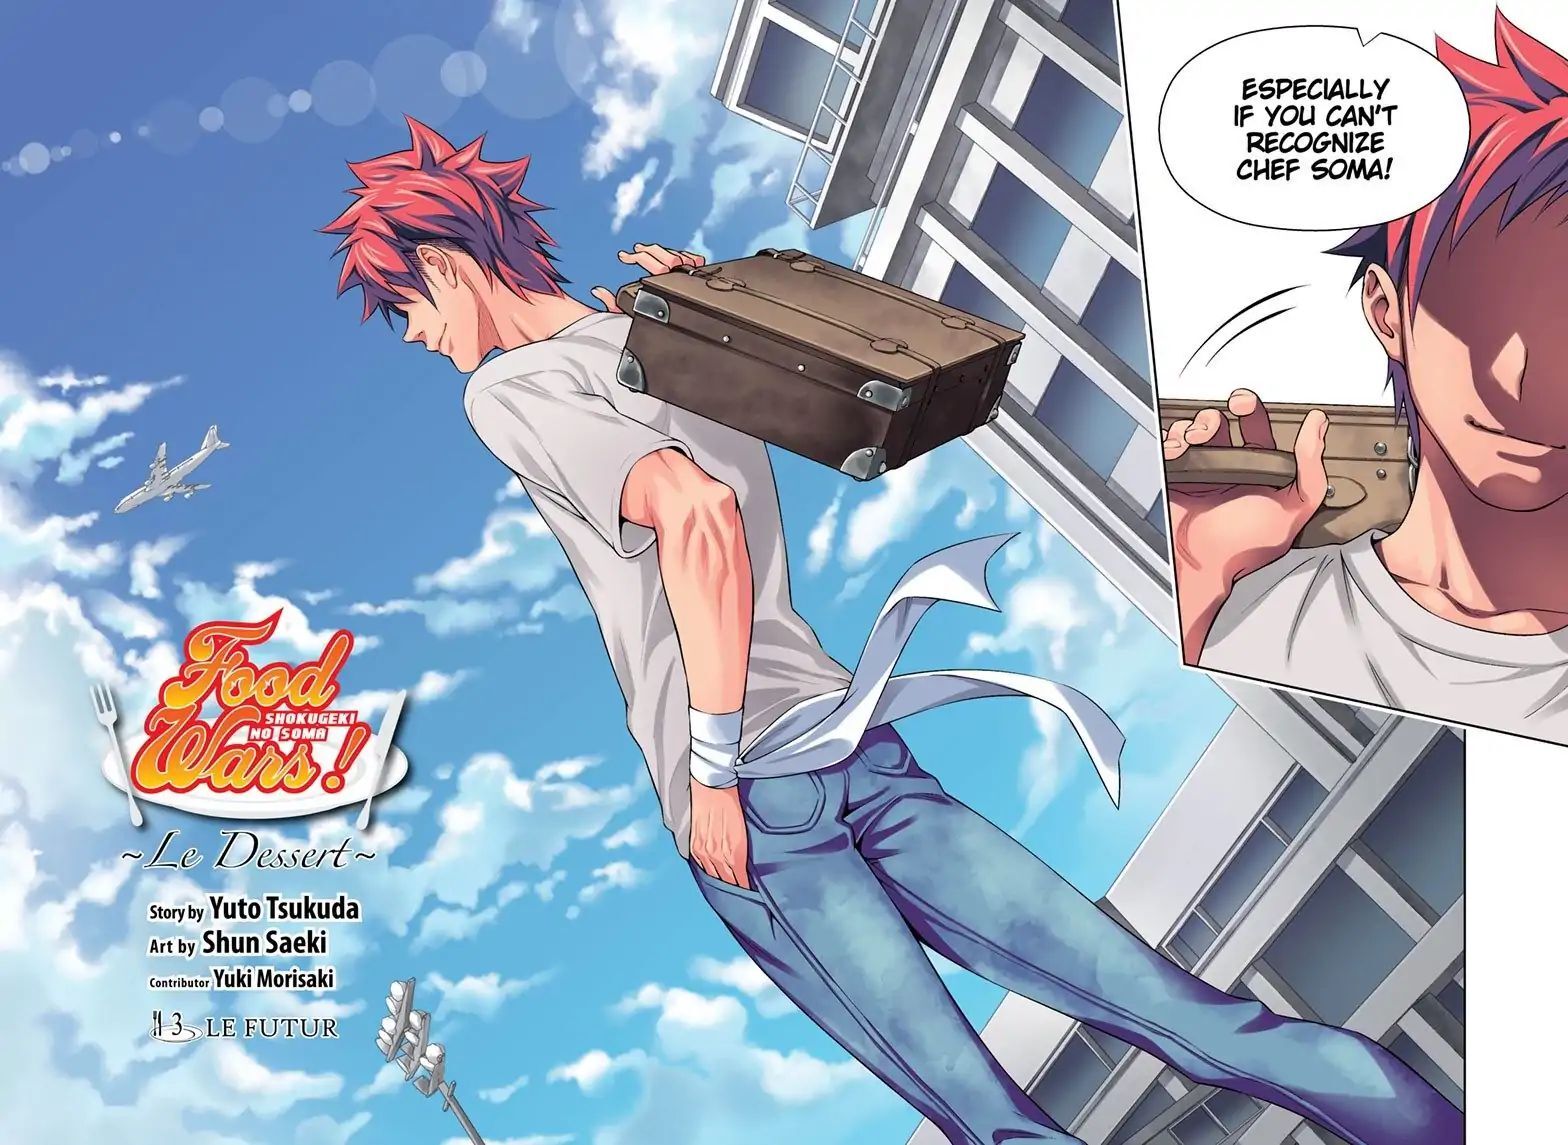 ESPECIALLY
IF YOU CAN'T
RECOGNIZE
CHEF SOMA!
Food
Wars!
SHOKUGEKI
NO SOMA
~Le Dessert~
Story by Yuto Tsukuda
Art by Shun Saeki
Contributor Yuki Morisaki
3 LE FUTUR